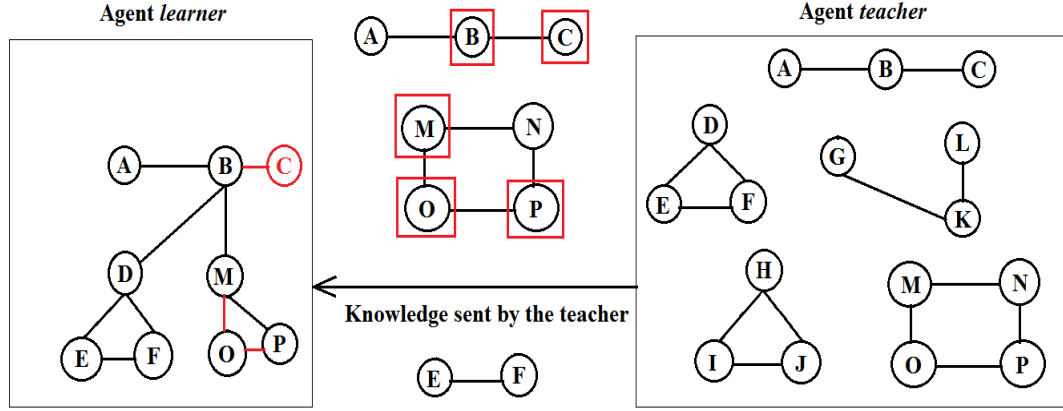 Agent learner
A B C
D M
E F O P
A B C
M N
O P
Knowledge sent by the teacher
E F
Agent teacher
A B C
D
E F
G L
K
H
I J
M N
O P